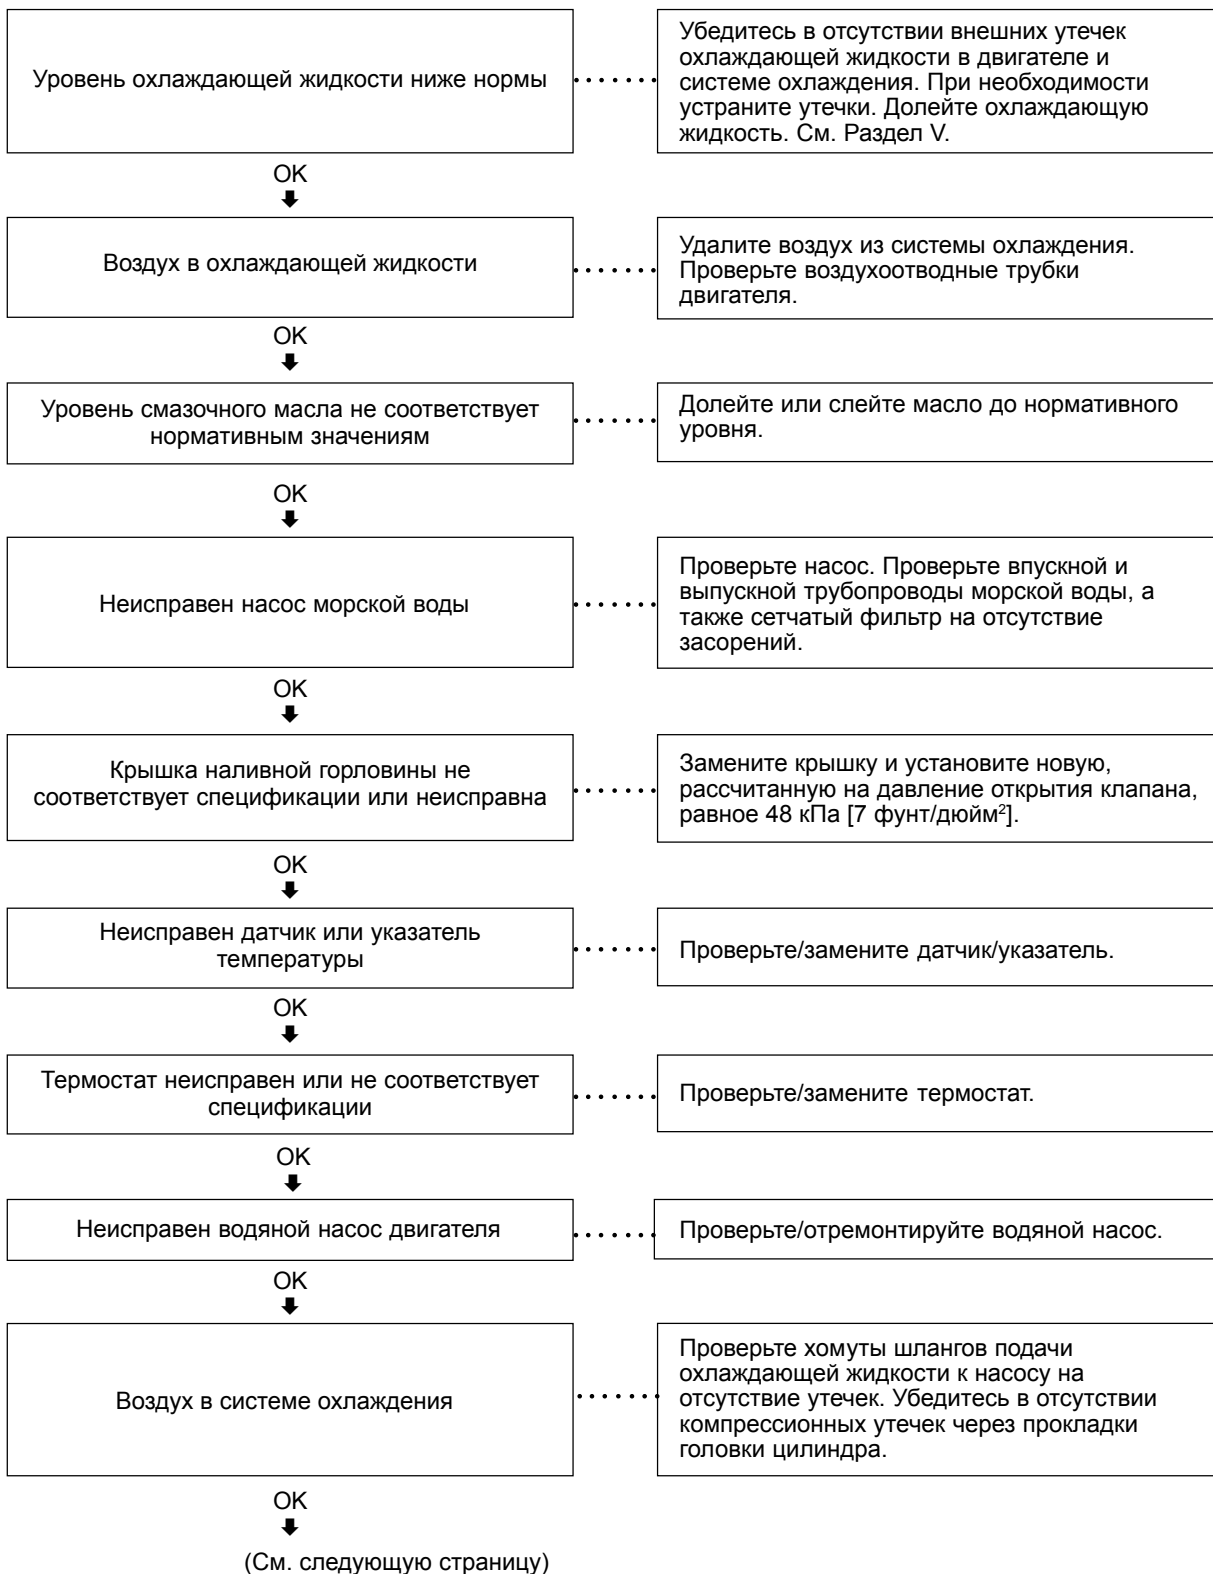 Уровень охлаждающей жидкости ниже нормы
Убедитесь в отсутствии внешних утечек
охлаждающей жидкости в двигателе и
системе охлаждения. При необходимости
устраните утечки. Долейте охлаждающую
жидкость. См. Раздел V.
OK
Воздух в охлаждающей жидкости
Удалите воздух из системы охлаждения.
Проверьте воздухоотводные трубки
двигателя.
OK
Уровень смазочного масла не соответствует
нормативным значениям
Долейте или слейте масло до нормативного
уровня.
OK
Неисправен насос морской воды
Проверьте насос. Проверьте впускной и
выпускной трубопроводы морской воды, а
также сетчатый фильтр на отсутствие
засорений.
OK
Крышка наливной горловины не
соответствует спецификации или неисправна
Замените крышку и установите новую,
рассчитанную на давление открытия клапана,
равное 48 кПа [7 фунт/дюйм²].
OK
Неисправен датчик или указатель
температуры
Проверьте/замените датчик/указатель.
OK
Термостат неисправен или не соответствует
спецификации
Проверьте/замените термостат.
OK
Неисправен водяной насос двигателя
Проверьте/отремонтируйте водяной насос.
OK
Воздух в системе охлаждения
Проверьте хомуты шлангов подачи
охлаждающей жидкости к насосу на
отсутствие утечек. Убедитесь в отсутствии
компрессионных утечек через прокладки
головки цилиндра.
OK
(См. следующую страницу)